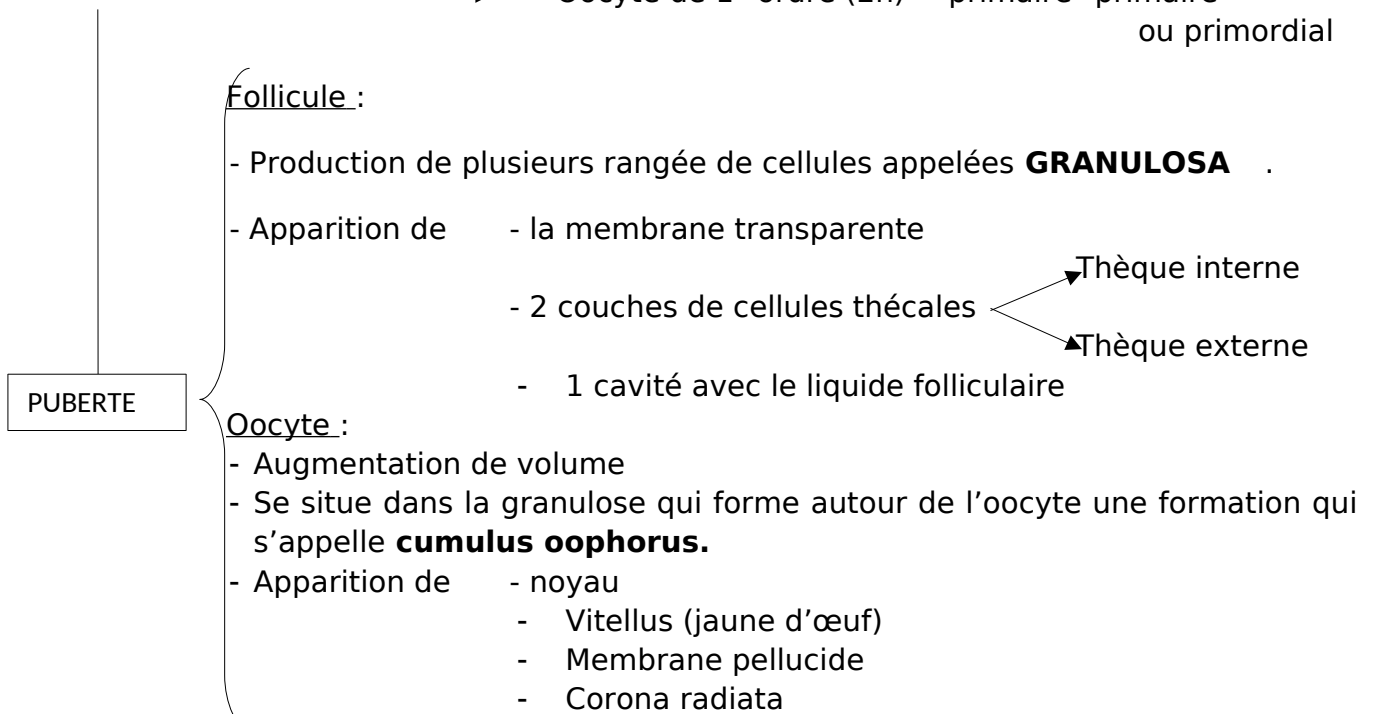 ou primordial
Follicule :
- Production de plusieurs rangée de cellules appelées GRANULOSA .
- Apparition de - la membrane transparente
Thèque interne
- 2 couches de cellules thécales
Thèque externe
- 1 cavité avec le liquide folliculaire
PUBERTE
Oocyte :
- Augmentation de volume
- Se situe dans la granulose qui forme autour de l’oocyte une formation qui
s’appelle cumulus oophorus.
- Apparition de - noyau
- Vitellus (jaune d’œuf)
- Membrane pellucide
- Corona radiata